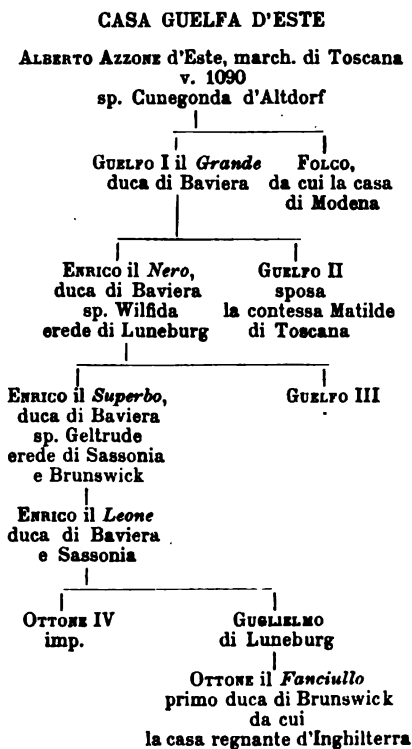 CASA GUELFA D'ESTE
ALBERTO AZZONE d'Este, march. di Toscana
v. 1090
sp. Cunegonda d'Altdorf
GUELFO I il Grande
duca di Baviera
FOLCO,
da cui la casa
di Modena
ENRICO il Nero,
duca di Baviera
sp. Wilfida
erede di Luneburg
GUELFO II
sposa
la contessa Matilde
di Toscana
ENRICO il Superbo,
duca di Baviera
sp. Geltrude
erede di Sassonia
e Brunswick
GUELFO III
ENRICO il Leone
duca di Baviera
e Sassonia
OTTONE IV
imp.
GUGLIELMO
di Luneburg
OTTONE il Fanciullo
primo duca di Brunswick
da cui
la casa regnante d'Inghilterra